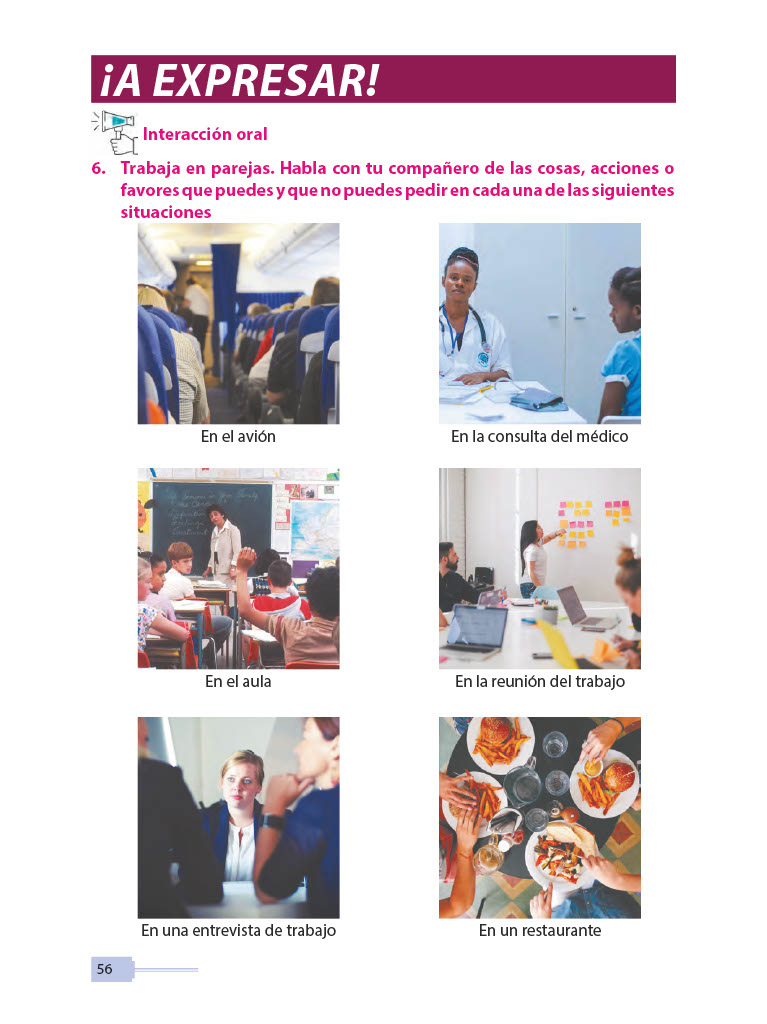 ¡A EXPRESAR!
Interacción oral
6. Trabaja en parejas. Habla con tu compañero de las cosas, acciones o
favores que puedes y que no puedes pedir en cada una de las siguientes
situaciones
En el avión
En la consulta del médico
En el aula
En la reunión del trabajo
En una entrevista de trabajo
En un restaurante
56